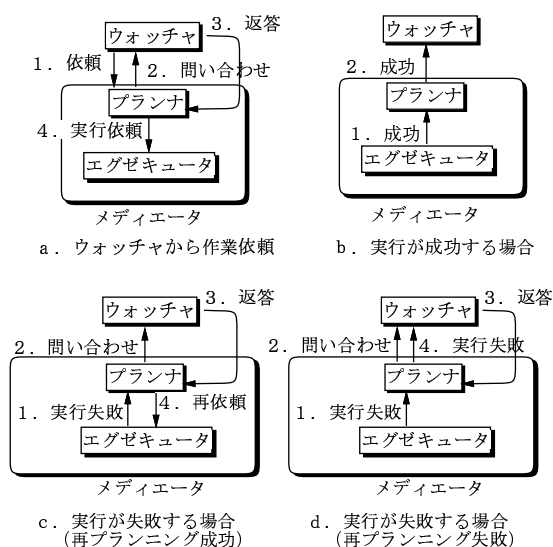 ウォッチャ
3．返答
1．依頼
2．問い合わせ
プランナ
4．実行依頼
エグゼキュータ
メディエータ
a．ウォッチャから作業依頼
ウォッチャ
2．成功
プランナ
1．成功
エグゼキュータ
メディエータ
b．実行が成功する場合
ウォッチャ
3．返答
2．問い合わせ
プランナ
1．実行失敗
4．再依頼
エグゼキュータ
メディエータ
c．実行が失敗する場合
（再プランニング成功）
ウォッチャ
3．返答
2．問い合わせ
4．実行失敗
プランナ
1．実行失敗
エグゼキュータ
メディエータ
d．実行が失敗する場合
（再プランニング失敗）